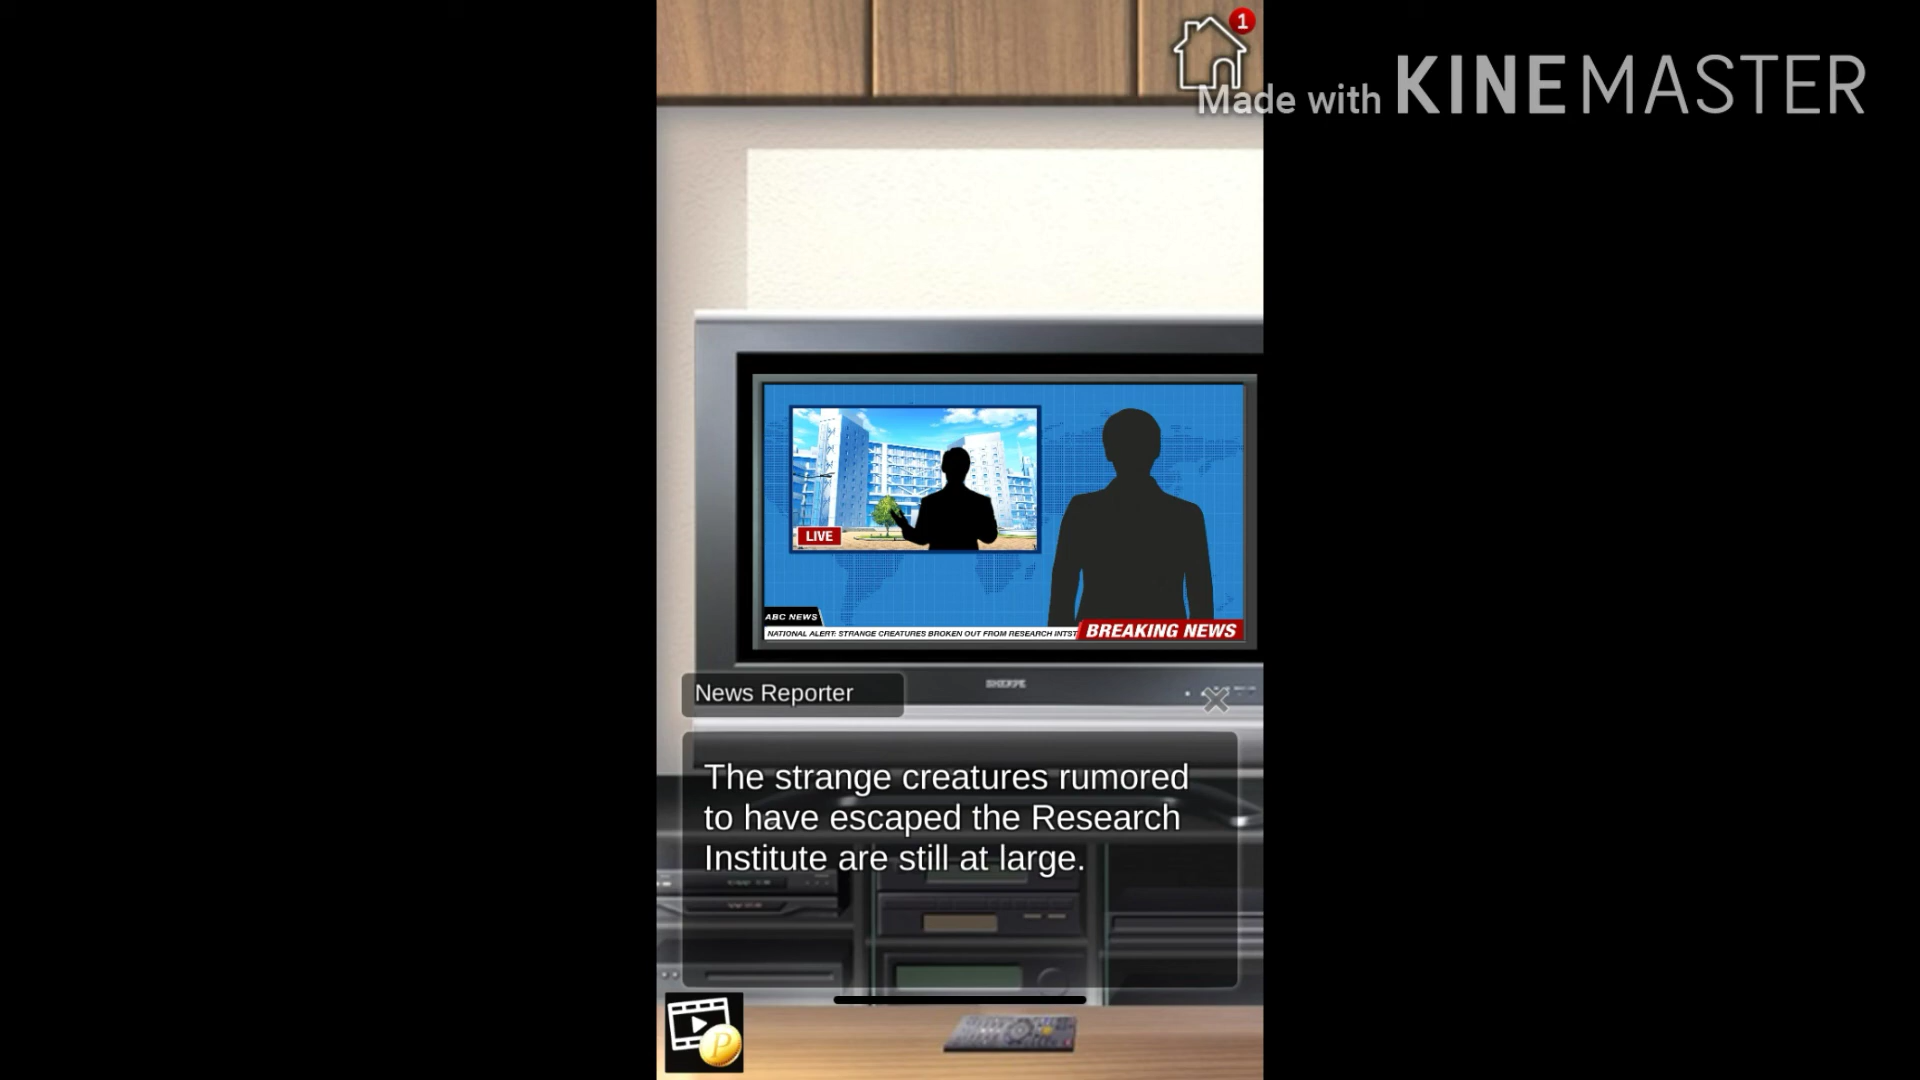 1
Made with KINEMASTER
LIVE
ABC NEWS
NATIONAL ALERT: STRANGE CREATURES BROKEN OUT FROM RESEARCH INTST
BREAKING NEWS
News Reporter
The strange creatures rumored
to have escaped the Research
Institute are still at large.
P